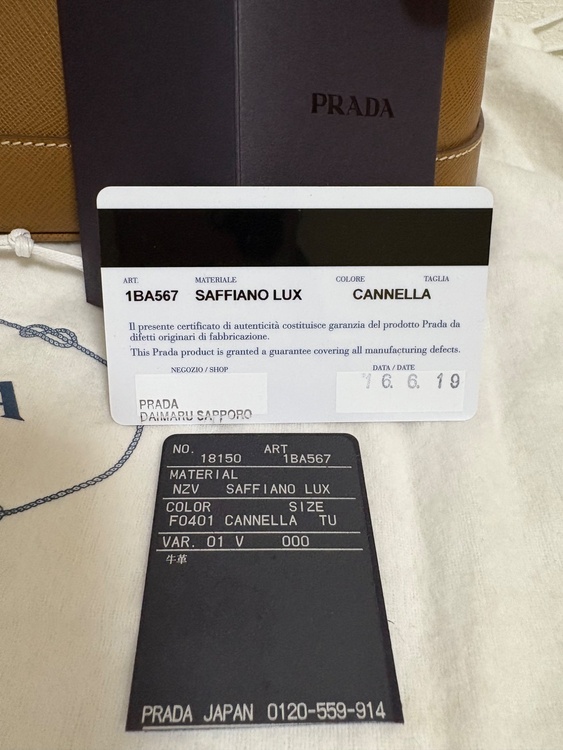 PRADA
ART. MATERIALE COLORE TAGLIA
1BA567 SAFFIANO LUX CANNELLA
Il presente certificato di autenticità costituisce garanzia del prodotto Prada da
difetti originari di fabbricazione.
This Prada product is granted a guarantee covering all manufacturing defects.
NEGOZIO / SHOP DATA / DATE
16. 6. 19
PRADA
DAIMARU SAPPORO
A
NO. ART
18150 1BA567
MATERIAL
NZV SAFFIANO LUX
COLOR SIZE
F0401 CANNELLA TU
VAR. 01 V 000
牛革
PRADA JAPAN 0120-559-914